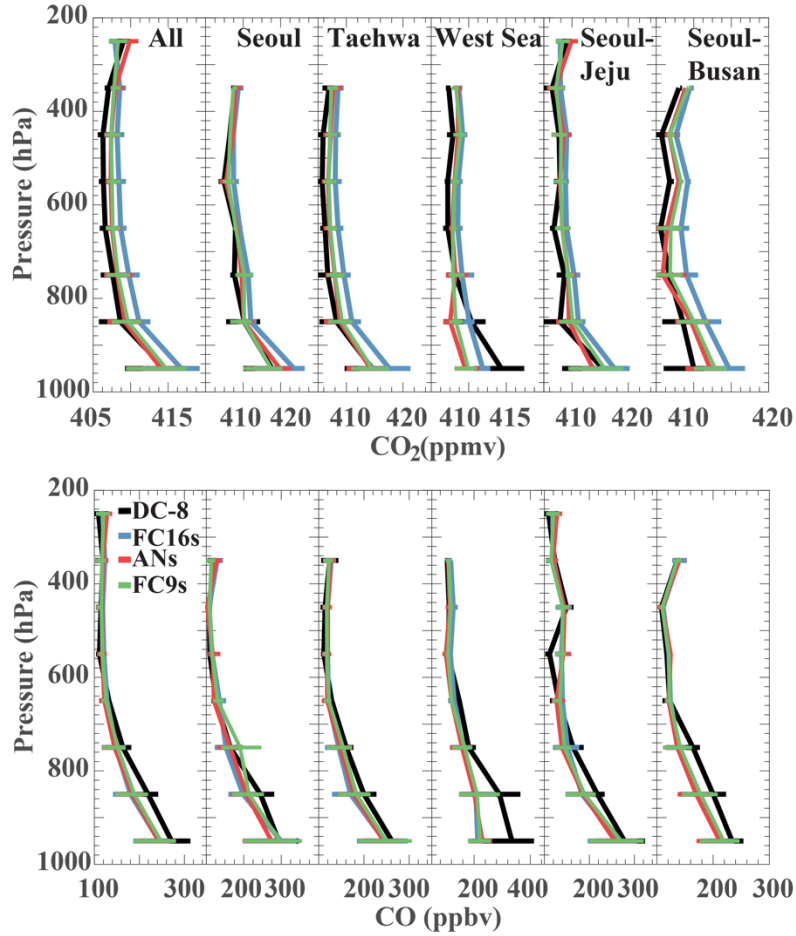 200
400
600
800
1000
Pressure (hPa)
All
Seoul
Taehwa
West Sea
Seoul-
Jeju
Seoul-
Busan
405 415 410 420 410 420 410 415 410 420 410 420
CO2(ppmv)
200
400
600
800
1000
Pressure (hPa)
DC-8
FC16s
ANs
FC9s
100 300 200 300 200 300 200 400 200 300 200 300
CO (ppbv)